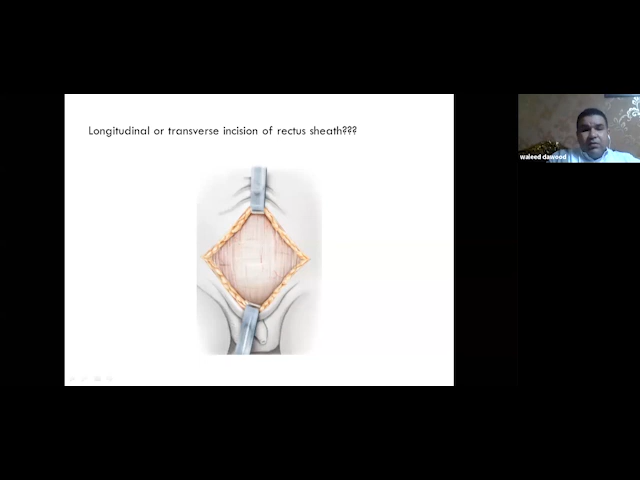 Longitudinal or transverse incision of rectus sheath???
waleed dawood